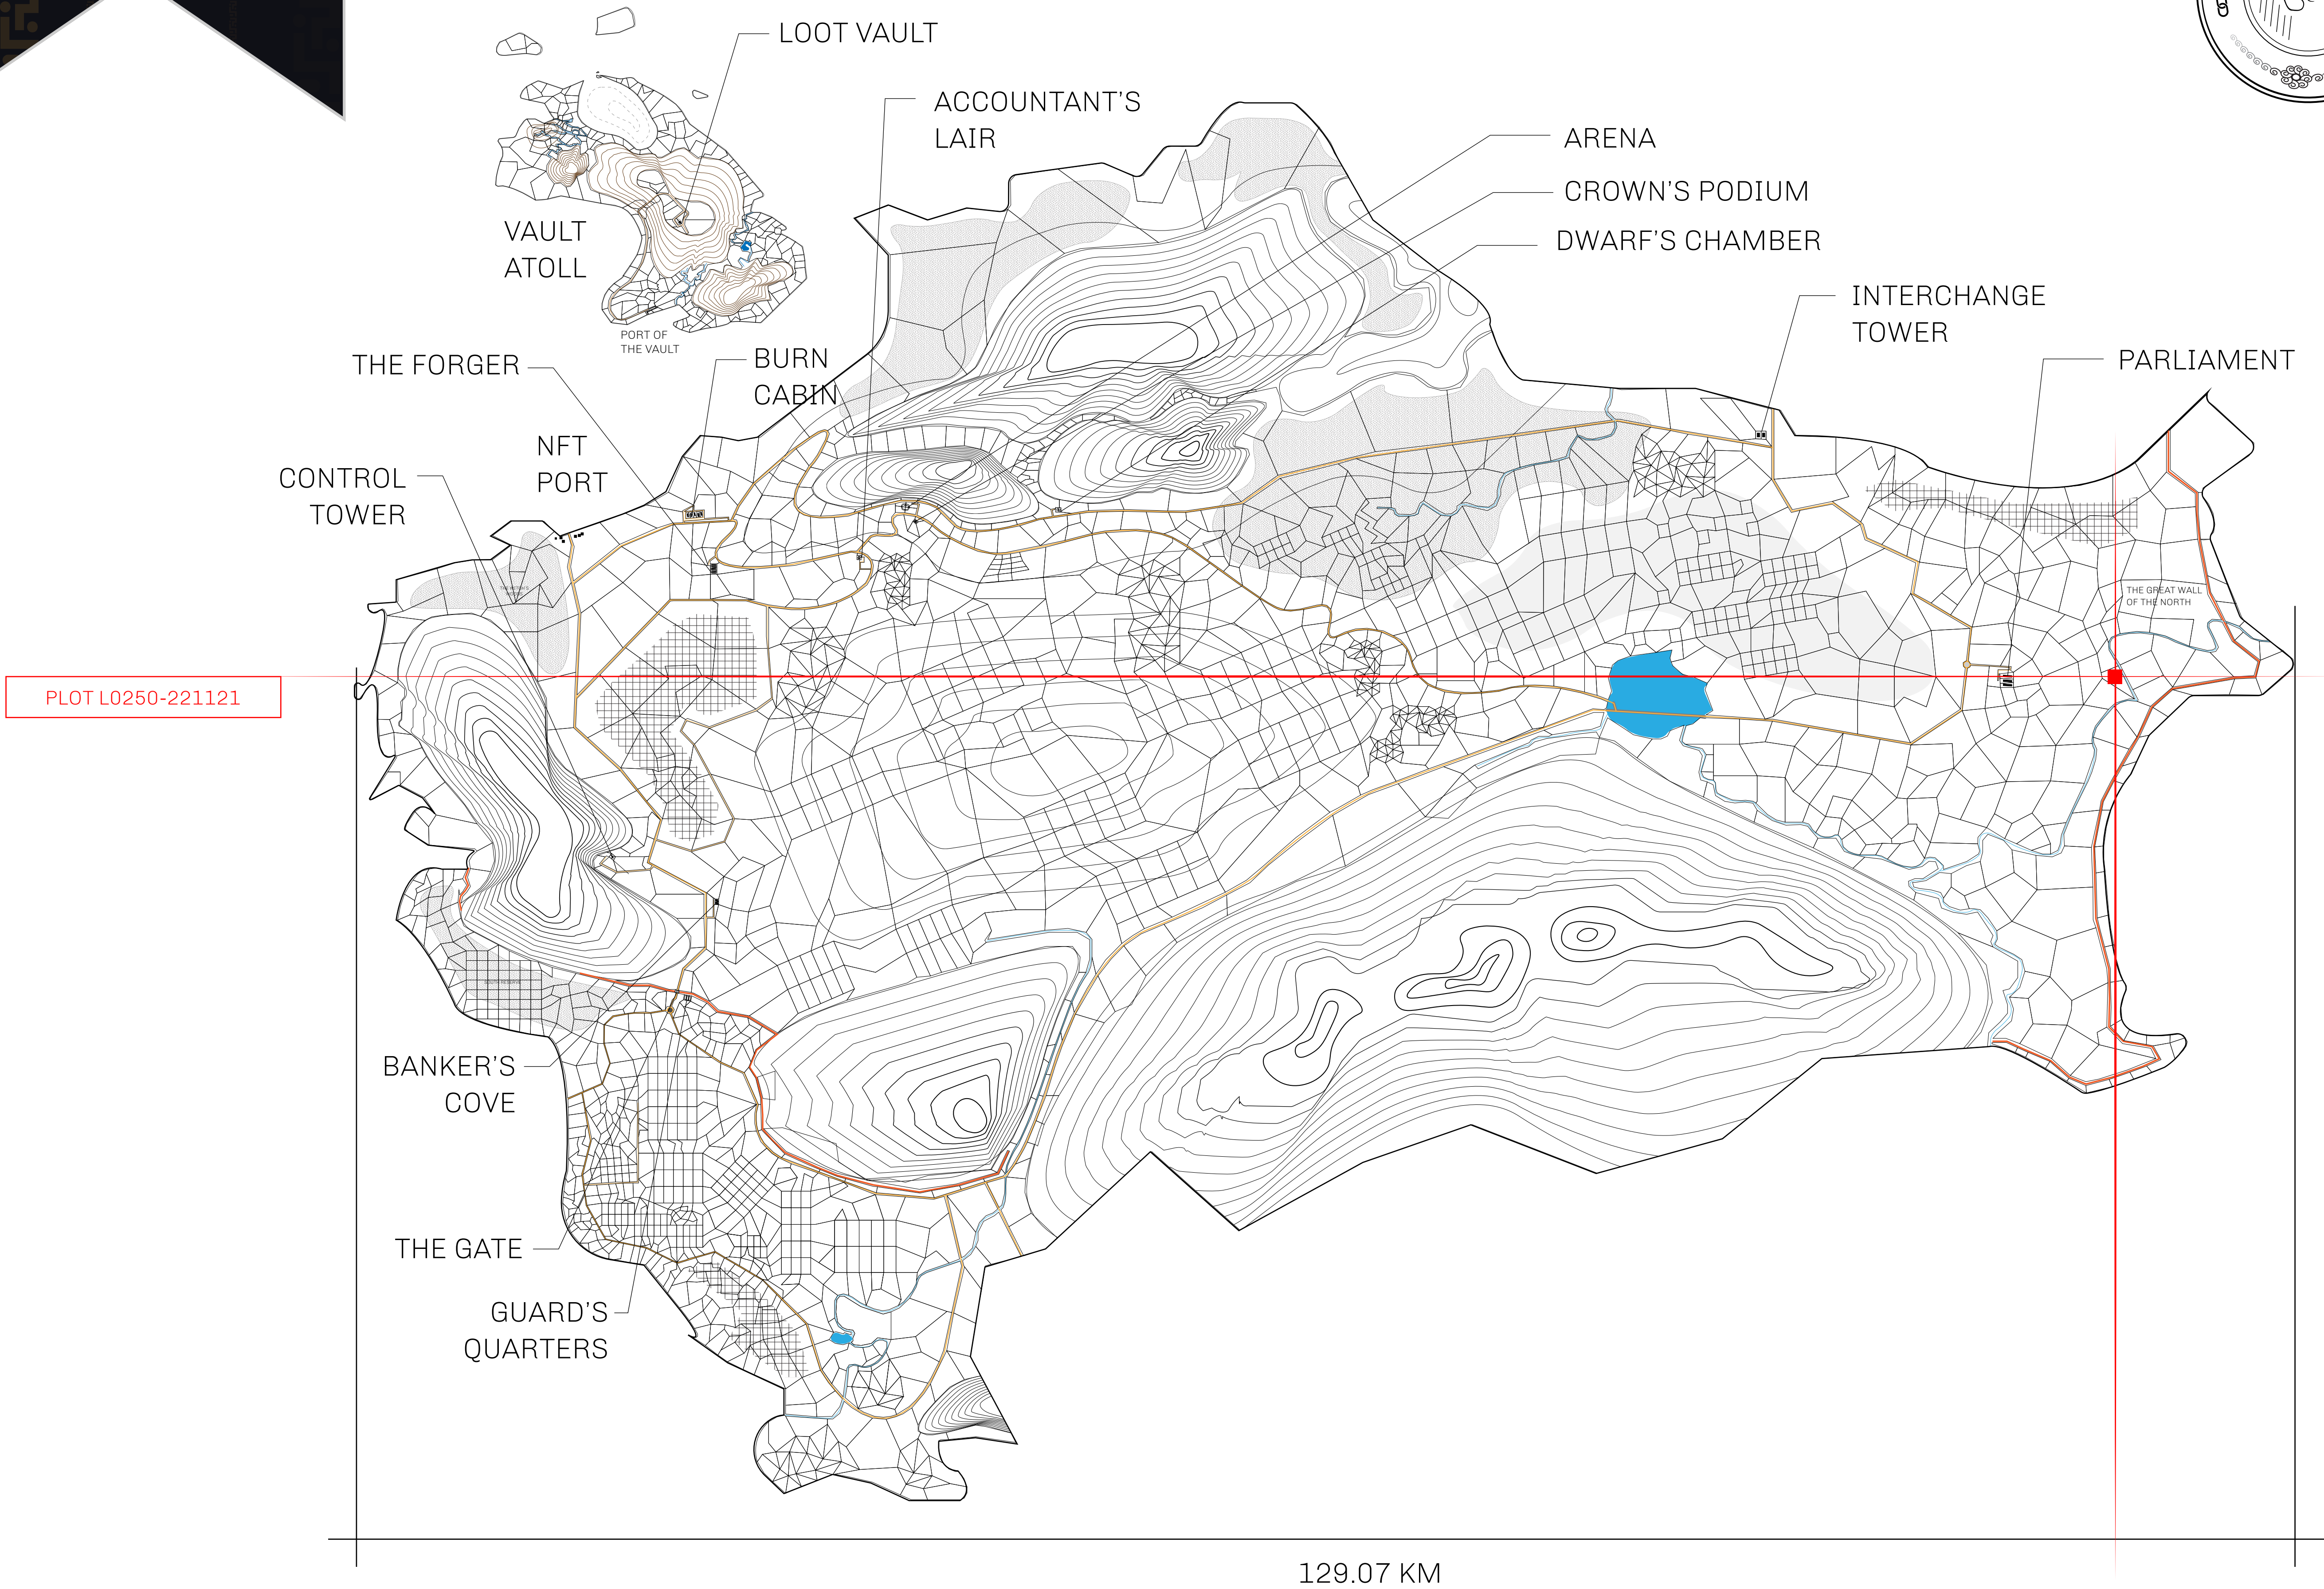 LOOT VAULT
ACCOUNTANT'S
LAIR
ARENA
CROWN'S PODIUM
DWARF'S CHAMBER
VAULT
ATOLL
INTERCHANGE
TOWER
PORT OF
THE VAULT
THE FORGER
BURN
CABIN
PARLIAMENT
NFT
PORT
CONTROL
TOWER
THE GREAT WALL
OF THE NORTH
PLOT L0250-221121
SOUTH RESERVE
BANKER'S
COVE
THE GATE
GUARD'S
QUARTERS
129.07 KM